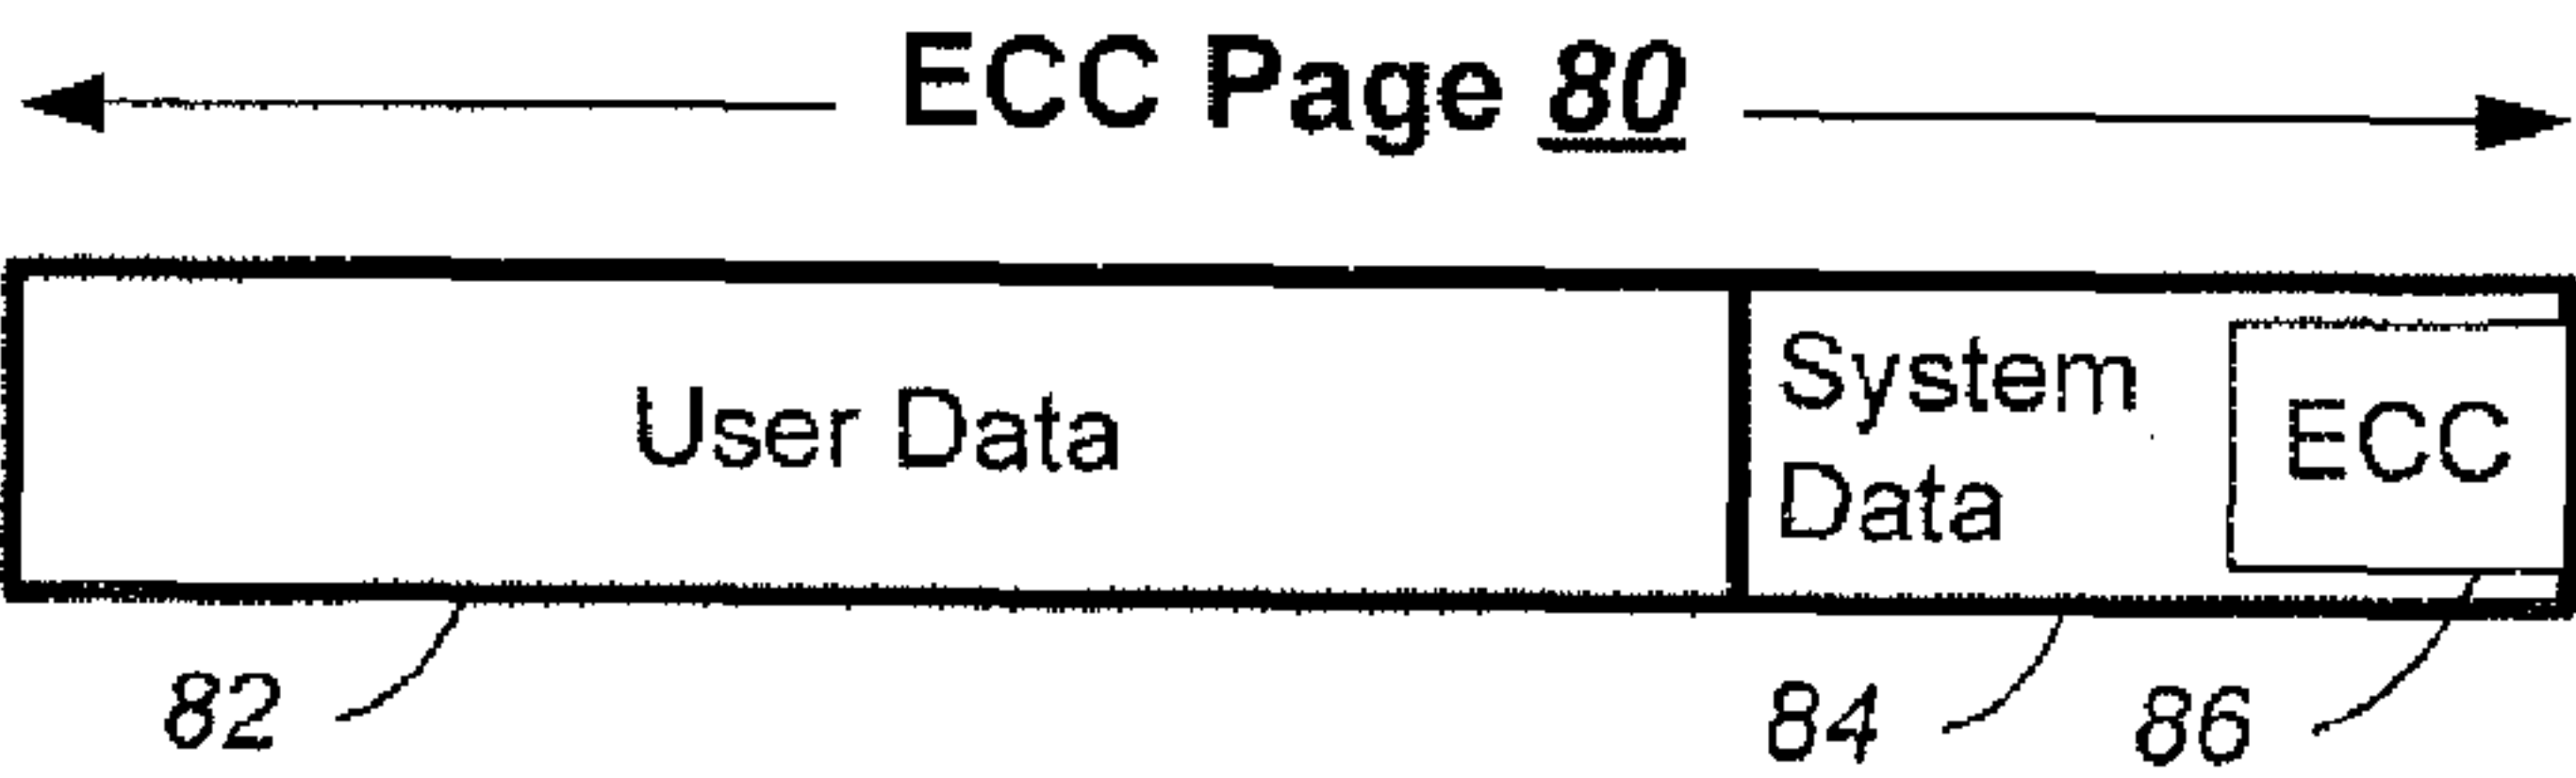 ECC Page 80
User Data
System
Data
ECC
82
84
86